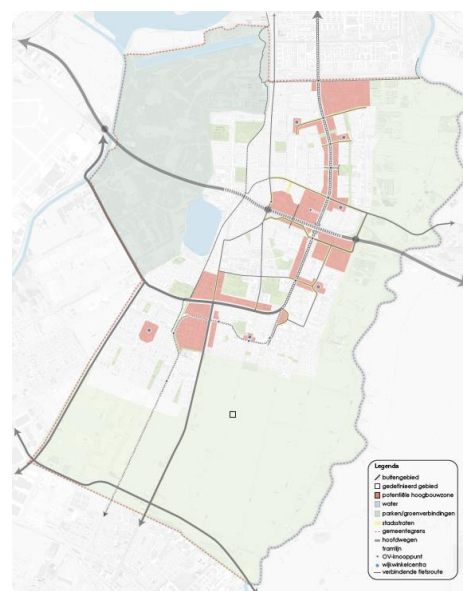 Legenda
buitengebied
gedefinieerd gebied
potentiële hoogbouwzone
water
parken/groenverbindingen
stadstraten
gemeentegrens
hoofdwegen
tramlijn
OV-knooppunt
wijkwinkelcentra
verbindende fietsroute